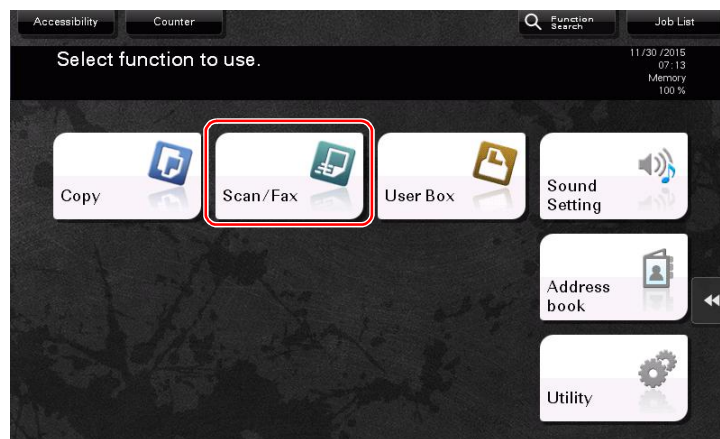 Accessibility
Counter
Function
Search
Job List
Select function to use.
11/30 /2015
07:13
Memory
100 %
Copy
Scan/Fax
User Box
Sound
Setting
Address
book
Utility